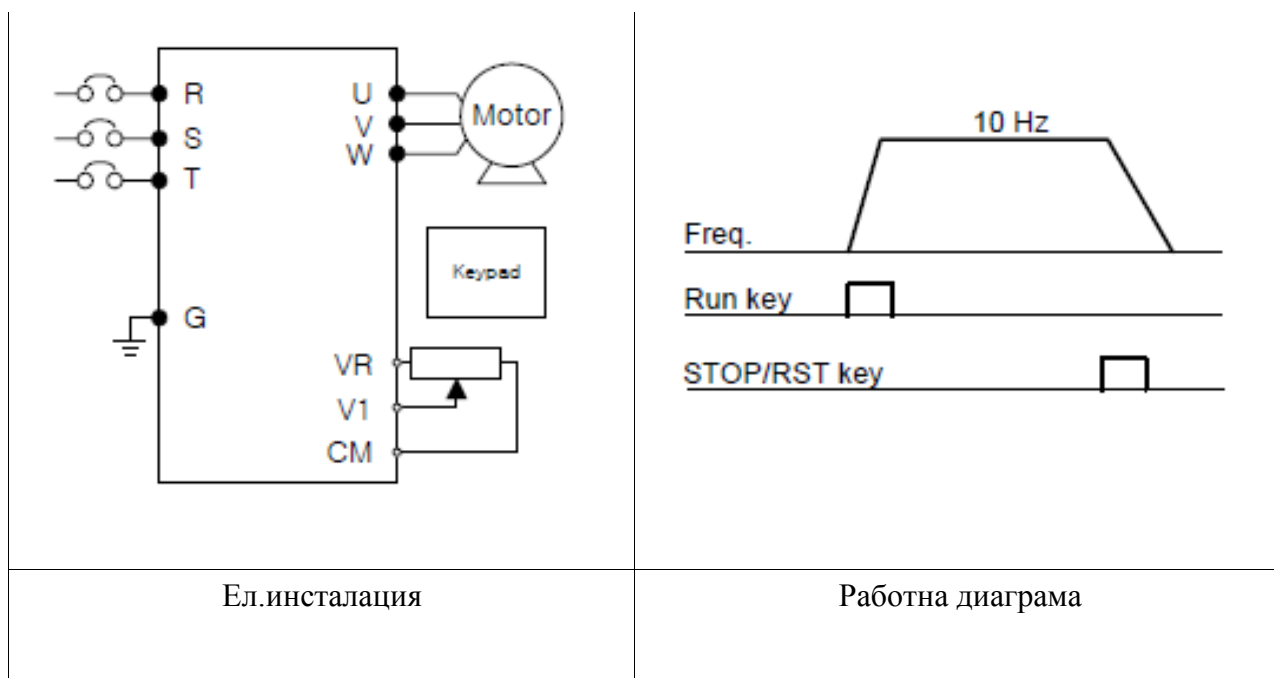 R
S
T
G
U
V
W
Motor
Keypad
VR
V1
CM
10 Hz
Freq.
Run key
STOP/RST key
Ел.инсталация
Работна диаграма